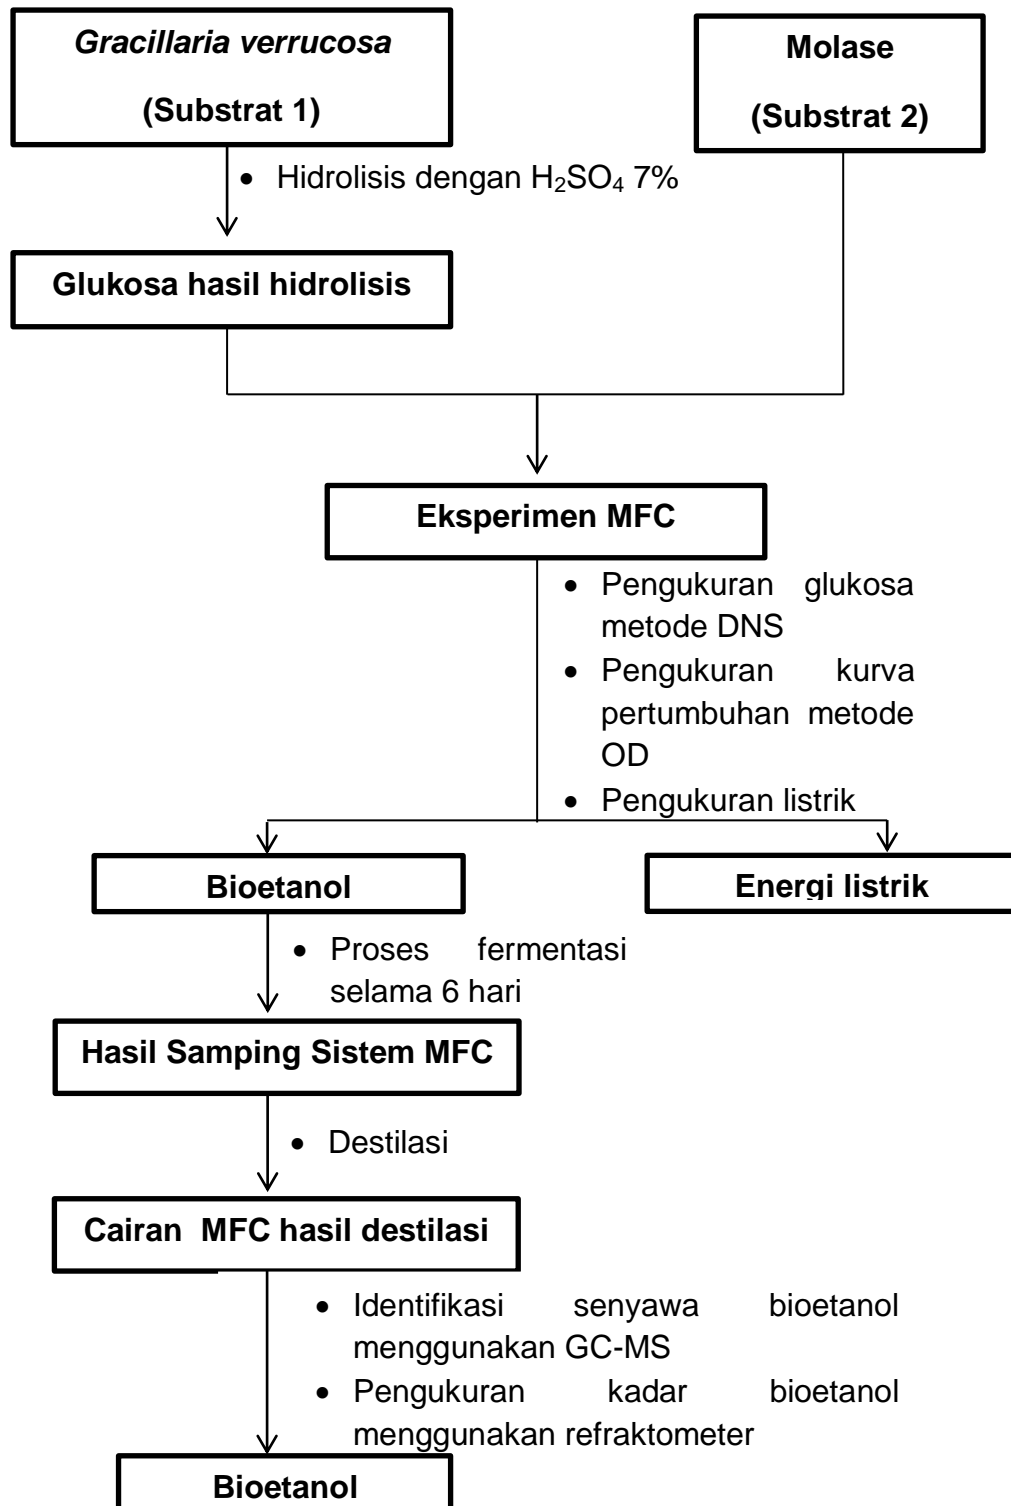 Gracillaria verrucosa
(Substrat 1)
Molase
(Substrat 2)
• Hidrolisis dengan H₂SO₄ 7%
Glukosa hasil hidrolisis
Eksperimen MFC
• Pengukuran glukosa
metode DNS
• Pengukuran kurva
pertumbuhan metode
OD
• Pengukuran listrik
Bioetanol
Energi listrik
• Proses fermentasi
selama 6 hari
Hasil Samping Sistem MFC
• Destilasi
Cairan MFC hasil destilasi
• Identifikasi senyawa bioetanol
menggunakan GC-MS
• Pengukuran kadar bioetanol
menggunakan refraktometer
Bioetanol